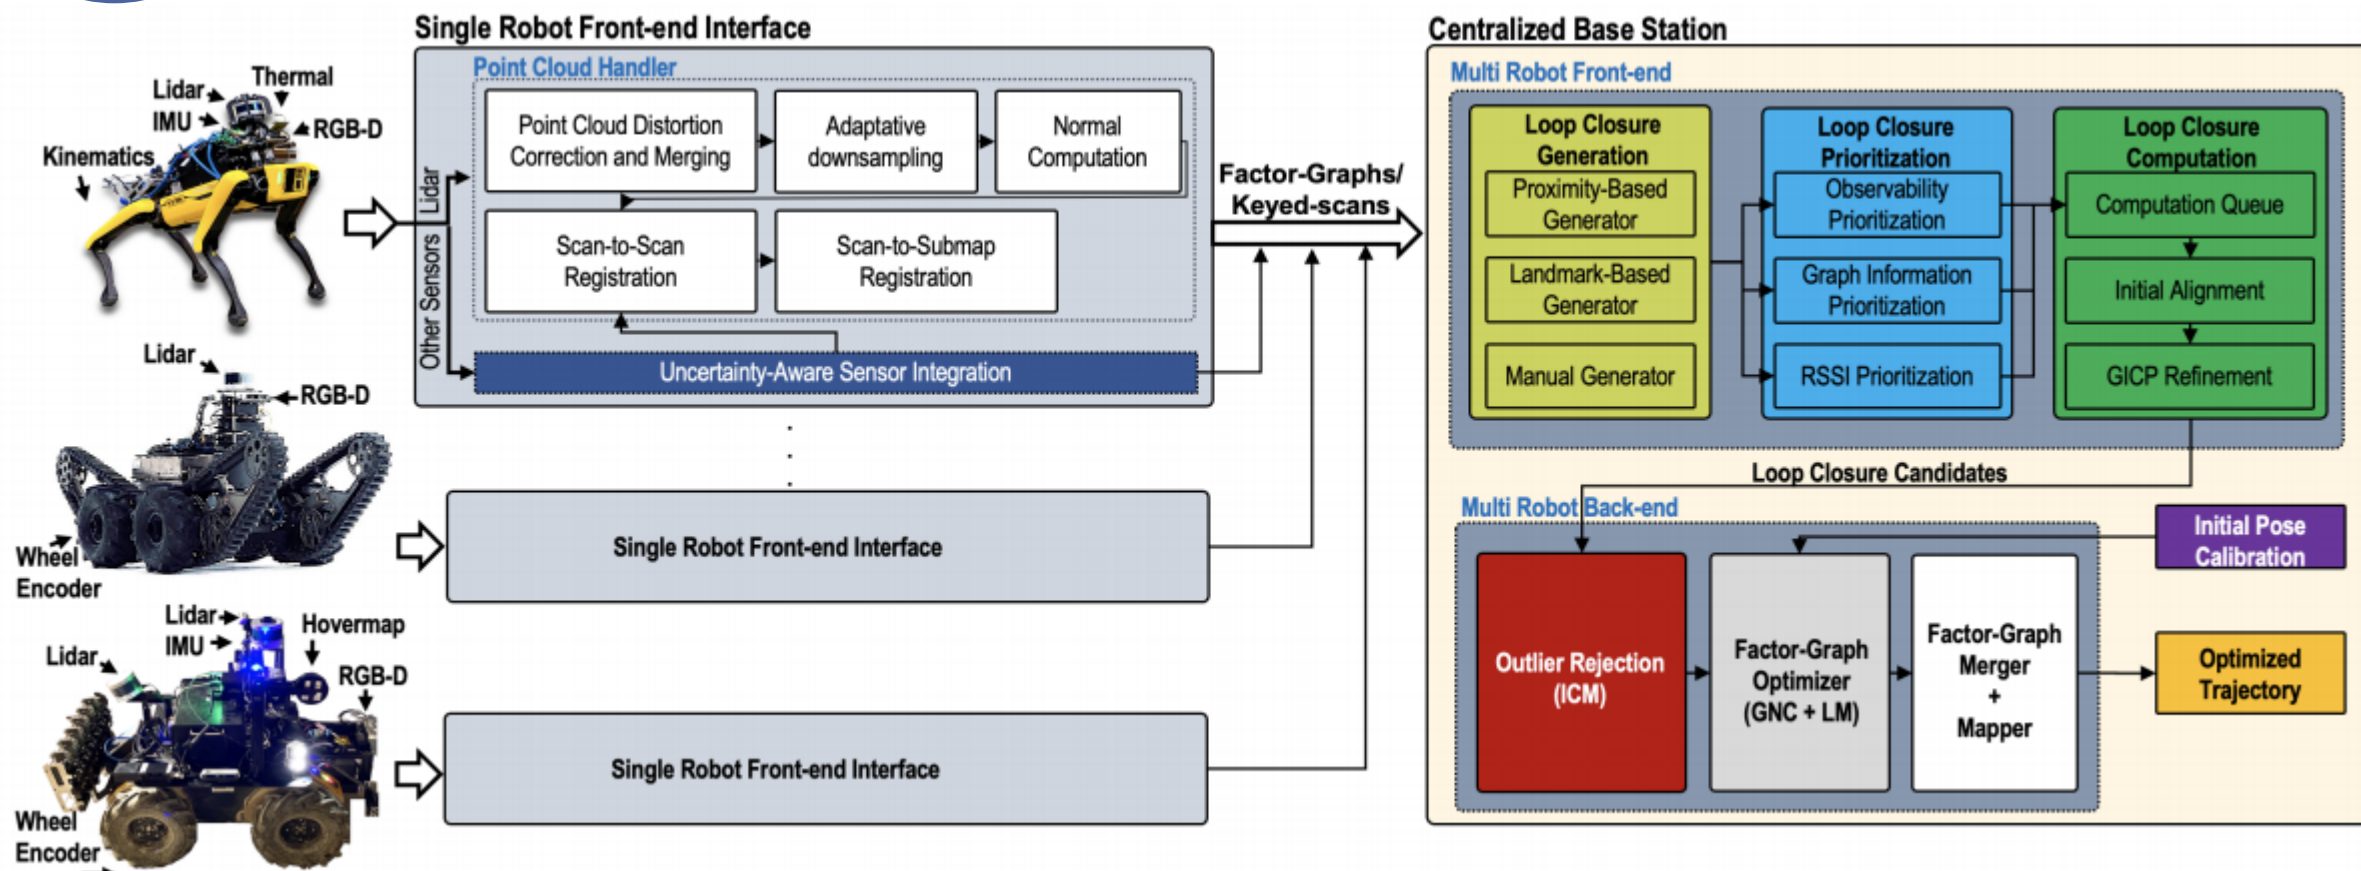 Single Robot Front-end Interface
Point Cloud Handler
Lidar
Thermal
IMU
RGB-D
Kinematics
Lidar
Other Sensors
Point Cloud Distortion
Correction and Merging
Adaptative
downsampling
Normal
Computation
Scan-to-Scan
Registration
Scan-to-Submap
Registration
Uncertainty-Aware Sensor Integration
Factor-Graphs/
Keyed-scans
Lidar
RGB-D
Wheel
Encoder
Single Robot Front-end Interface
Lidar
IMU
Hovermap
Lidar
RGB-D
Wheel
Encoder
Single Robot Front-end Interface
Centralized Base Station
Multi Robot Front-end
Loop Closure
Generation
Proximity-Based
Generator
Landmark-Based
Generator
Manual Generator
Loop Closure
Prioritization
Observability
Prioritization
Graph Information
Prioritization
RSSI Prioritization
Loop Closure
Computation
Computation Queue
Initial Alignment
GICP Refinement
Loop Closure Candidates
Multi Robot Back-end
Outlier Rejection
(ICM)
Factor-Graph
Optimizer
(GNC + LM)
Factor-Graph
Merger
+
Mapper
Initial Pose
Calibration
Optimized
Trajectory